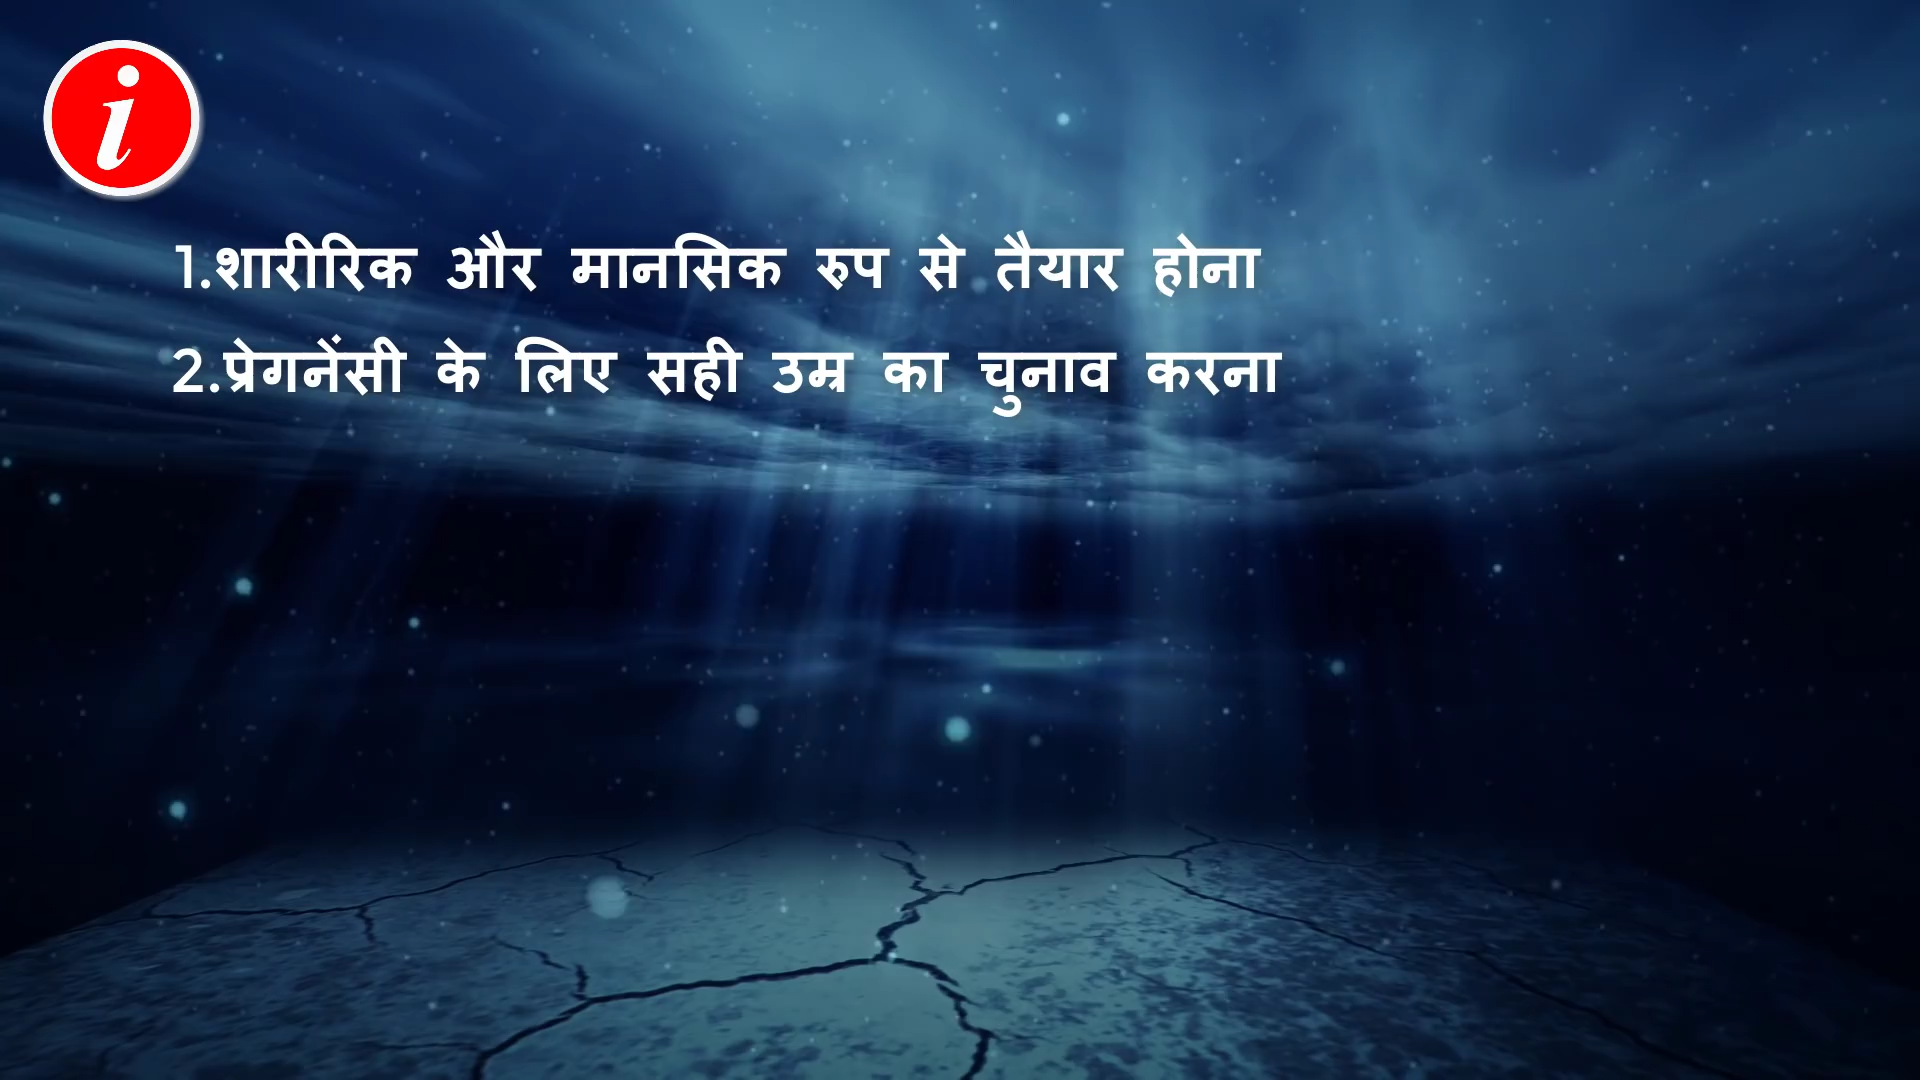 i
1.शारीरिक और मानसिक रुप से तैयार होना
2.प्रेगनेंसी के लिए सही उम्र का चुनाव करना